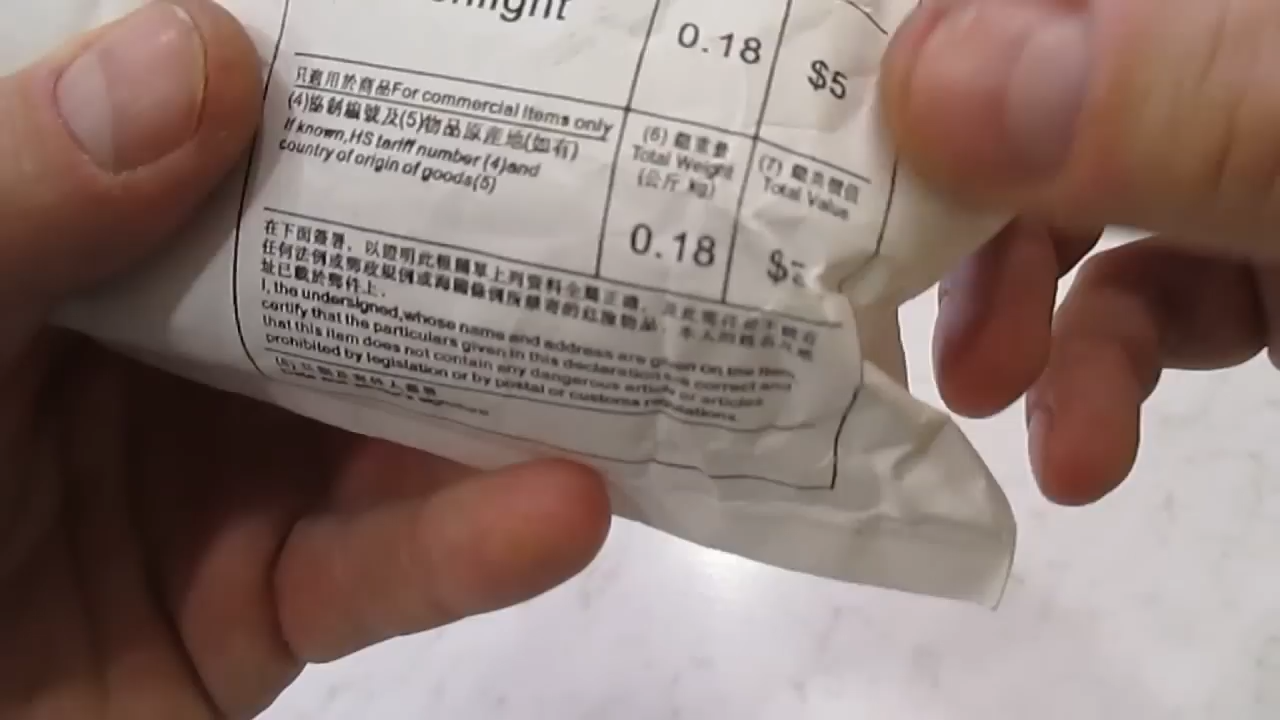 0.18
$5
只適用於商品For commercial items only
(4)協制編號及(5)物品原產地(如有)
If known,HS tariff number (4)and
country of origin of goods(5)
(6) 總重量
Total Weight
(公斤 kg)
0.18
(7) 總共價值
Total Value
$
在下面簽署，以證明此報關單上列資料全屬正確，
任何法例或郵政規例或海關條例所禁寄的危險物品
址已載於郵件上.
I, the undersigned,whose name and address are given on the item
certify that the particulars given in this declaration are correct and
that this item does not contain any dangerous article or articles
prohibited by legislation or by postal or customs regulations